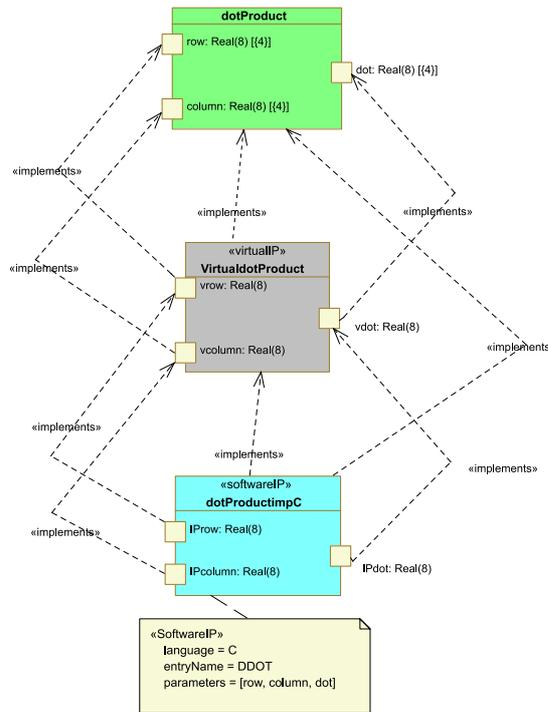 dotProduct
row: Real(8) [{4}]
dot: Real(8) [{4}]
column: Real(8) [{4}]
«implements»
«implements»
«implements»
«virtualIP»
VirtualdotProduct
«implements»
vrow: Real(8)
vdot: Real(8)
«implements»
vcolumn: Real(8)
«implements»
«implements»
«implements»
«softwareIP»
dotProductimpC
«implements»
IProw: Real(8)
IPcolumn: Real(8)
IPdot: Real(8)
«SoftwareIP»
language = C
entryName = DDOT
parameters = [row, column, dot]